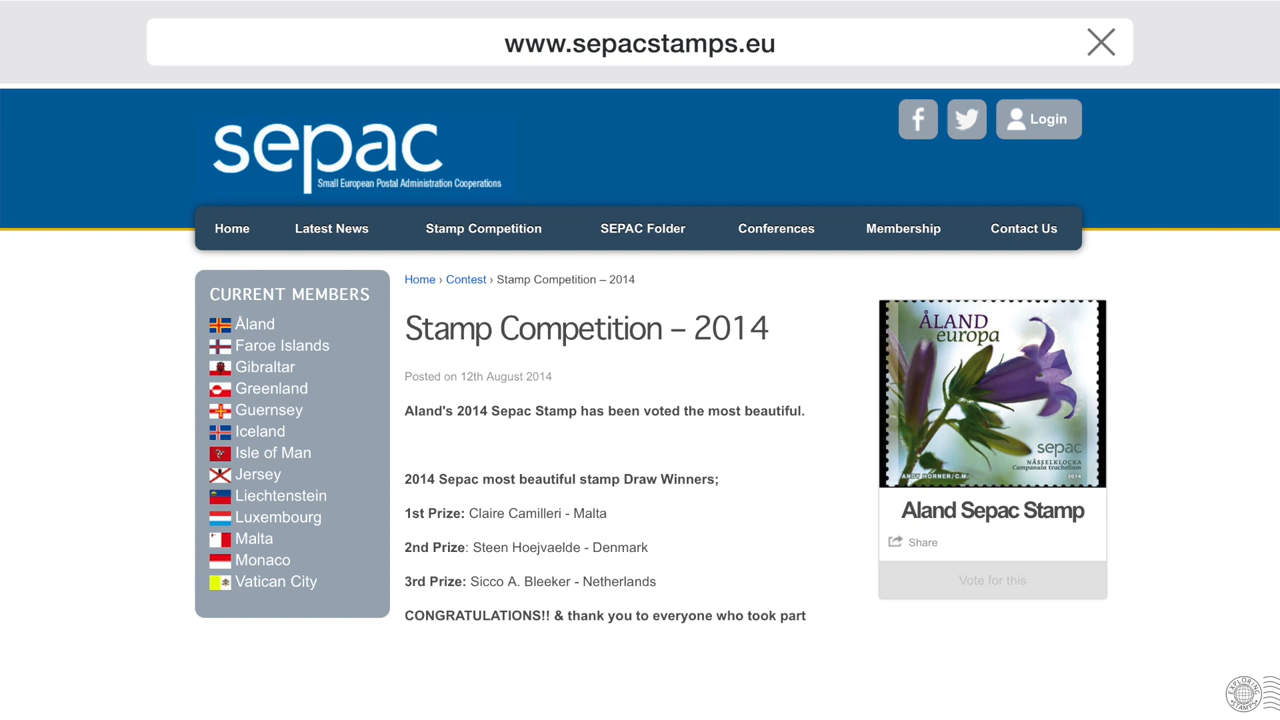 www.sepacstamps.eu
sepac
Small European Postal Administration Cooperations
Login
Home
Latest News
Stamp Competition
SEPAC Folder
Conferences
Membership
Contact Us
CURRENT MEMBERS
Åland
Faroe Islands
Gibraltar
Greenland
Guernsey
Iceland
Isle of Man
Jersey
Liechtenstein
Luxembourg
Malta
Monaco
Vatican City
Home › Contest › Stamp Competition – 2014
Stamp Competition – 2014
Posted on 12th August 2014
Aland's 2014 Sepac Stamp has been voted the most beautiful.
2014 Sepac most beautiful stamp Draw Winners;
1st Prize: Claire Camilleri - Malta
2nd Prize: Steen Hoejvaelde - Denmark
3rd Prize: Sicco A. Bleeker - Netherlands
CONGRATULATIONS!! & thank you to everyone who took part
ÅLAND
europa
sepac
NÄSSELKLOCKA
Campanula trachelium
ANDY HORNER/C.M.
2014
Aland Sepac Stamp
Share
Vote for this
EXPLORING
STAMPS